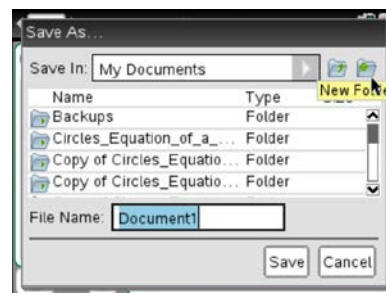 Save As...
Save In: My Documents
New Folde
Name Type
Backups Folder
Circles_Equation_of_a_... Folder
Copy of Circles_Equatio... Folder
Copy of Circles_Equatio... Folder
File Name: Document1
Save Cancel